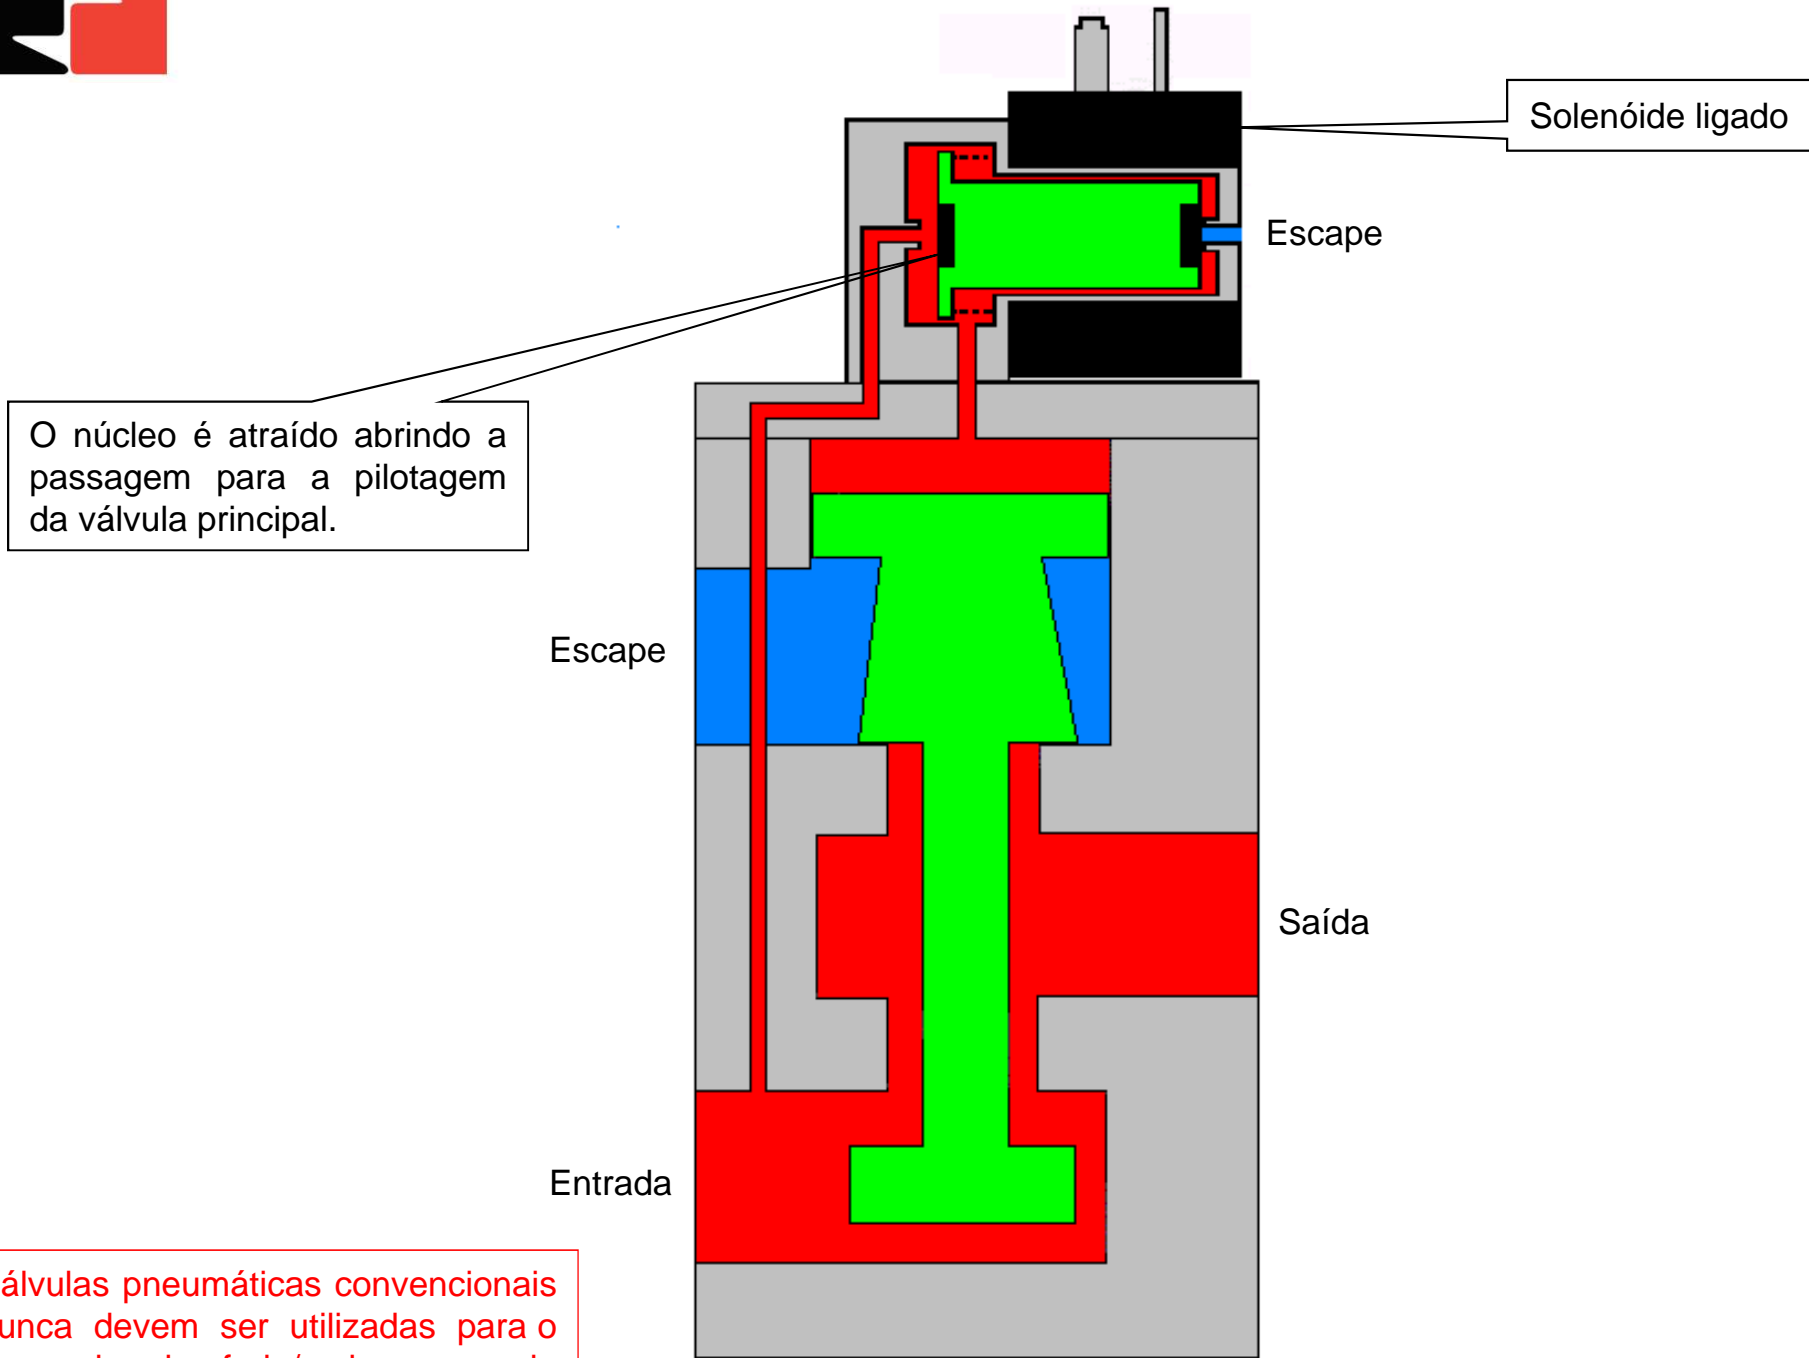 Solenóide ligado
Escape
O núcleo é atraído abrindo a
passagem para a pilotagem
da válvula principal.
Escape
Saída
Entrada
álvulas pneumáticas convencionais
unca devem ser utilizadas para o